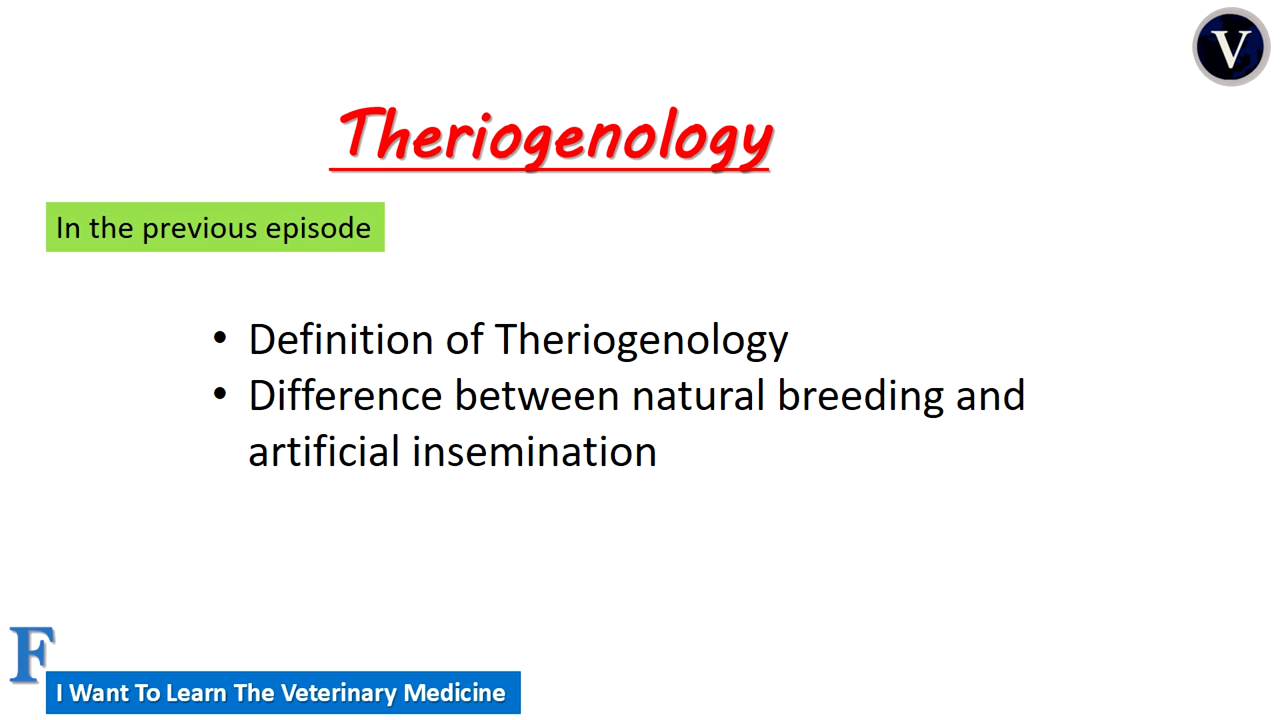 V
Theriogenology
In the previous episode
• Definition of Theriogenology
• Difference between natural breeding and
artificial insemination
F
I Want To Learn The Veterinary Medicine